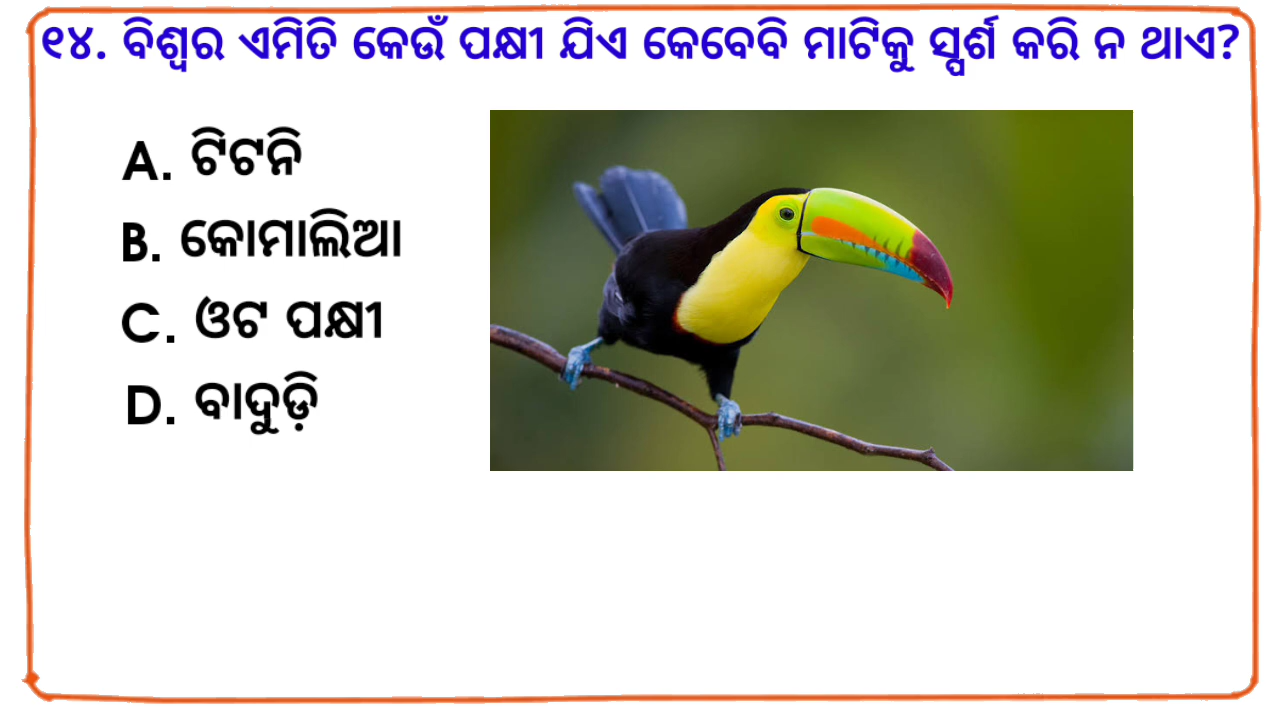 ୧୪. ବିଶ୍ୱର ଏମିତି କେଉଁ ପକ୍ଷୀ ଯିଏ କେବେବି ମାଟିକୁ ସ୍ପର୍ଶ କରି ନ ଥାଏ?
A. ଟିଟନି
B. କୋମାଲିଆ
C. ଓଟ ପକ୍ଷୀ
D. ବାଦୁଡ଼ି